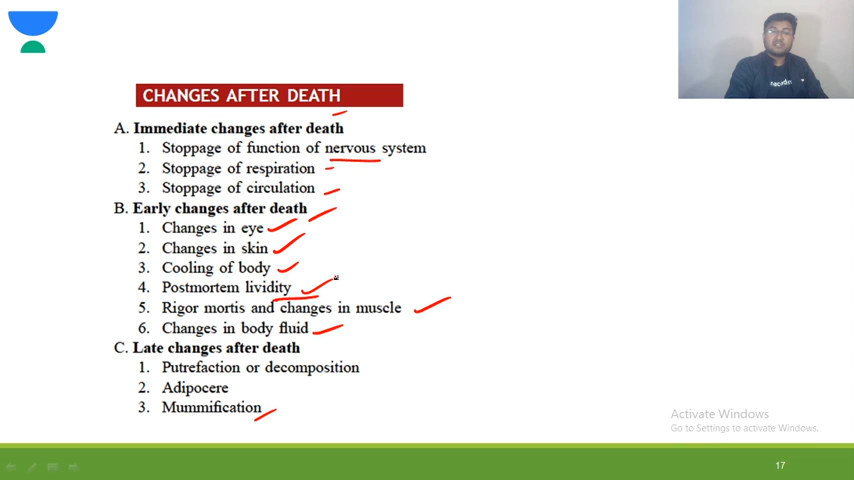 CHANGES AFTER DEATH
A. Immediate changes after death
1. Stoppage of function of nervous system
2. Stoppage of respiration
3. Stoppage of circulation
B. Early changes after death
1. Changes in eye
2. Changes in skin
3. Cooling of body
4. Postmortem lividity
5. Rigor mortis and changes in muscle
6. Changes in body fluid
C. Late changes after death
1. Putrefaction or decomposition
2. Adipocere
3. Mummification
Activate Windows
Go to Settings to activate Windows.
17